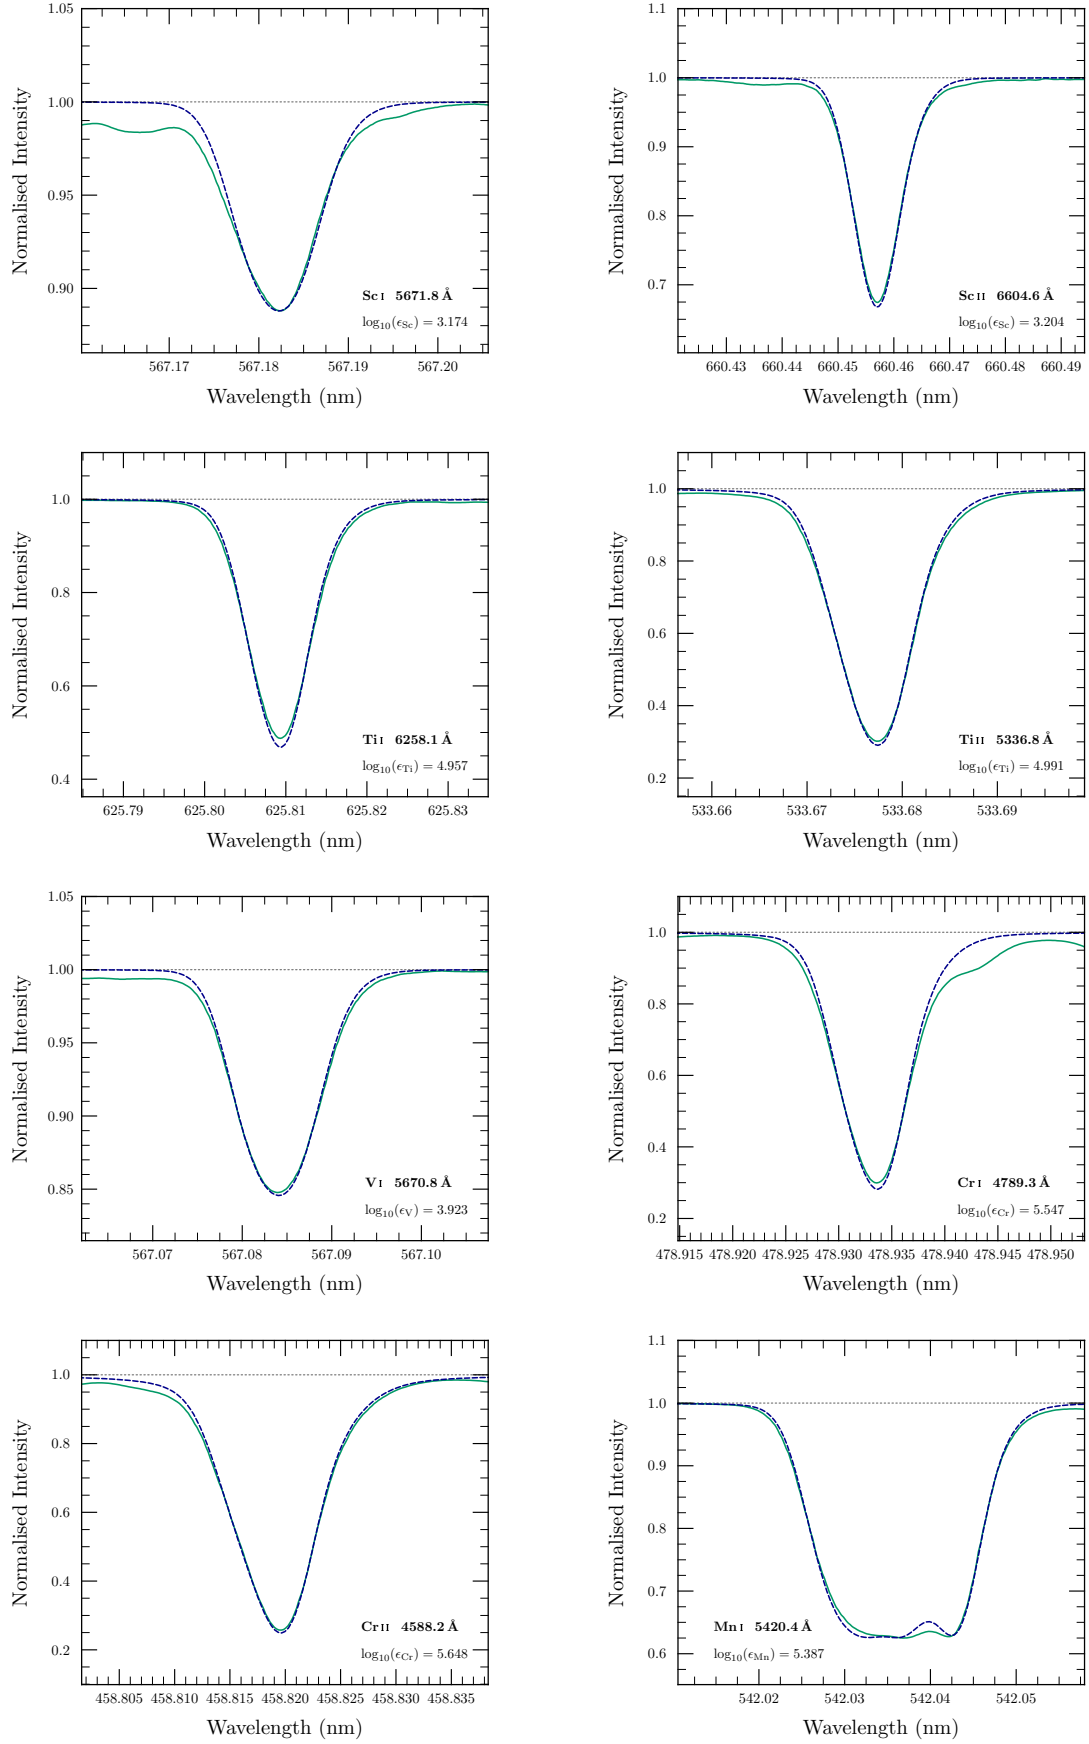 1.05
1.00
0.95
0.90
Normalised Intensity
Sc I 5671.8 Å
log₁₀(ϵSc) = 3.174
567.17 567.18 567.19 567.20
Wavelength (nm)
1.1
1.0
0.9
0.8
0.7
Normalised Intensity
Sc II 6604.6 Å
log₁₀(ϵSc) = 3.204
660.43 660.44 660.45 660.46 660.47 660.48 660.49
Wavelength (nm)
1.0
0.8
0.6
0.4
Normalised Intensity
Ti I 6258.1 Å
log₁₀(ϵTi) = 4.957
625.79 625.80 625.81 625.82 625.83
Wavelength (nm)
1.0
0.8
0.6
0.4
0.2
Normalised Intensity
Ti II 5336.8 Å
log₁₀(ϵTi) = 4.991
533.66 533.67 533.68 533.69
Wavelength (nm)
1.05
1.00
0.95
0.90
0.85
Normalised Intensity
V I 5670.8 Å
log₁₀(ϵV) = 3.923
567.07 567.08 567.09 567.10
Wavelength (nm)
1.0
0.8
0.6
0.4
0.2
Normalised Intensity
Cr I 4789.3 Å
log₁₀(ϵCr) = 5.547
478.915 478.920 478.925 478.930 478.935 478.940 478.945 478.950
Wavelength (nm)
1.0
0.8
0.6
0.4
0.2
Normalised Intensity
Cr II 4588.2 Å
log₁₀(ϵCr) = 5.648
458.805 458.810 458.815 458.820 458.825 458.830 458.835
Wavelength (nm)
1.1
1.0
0.9
0.8
0.7
0.6
Normalised Intensity
Mn I 5420.4 Å
log₁₀(ϵMn) = 5.387
542.02 542.03 542.04 542.05
Wavelength (nm)